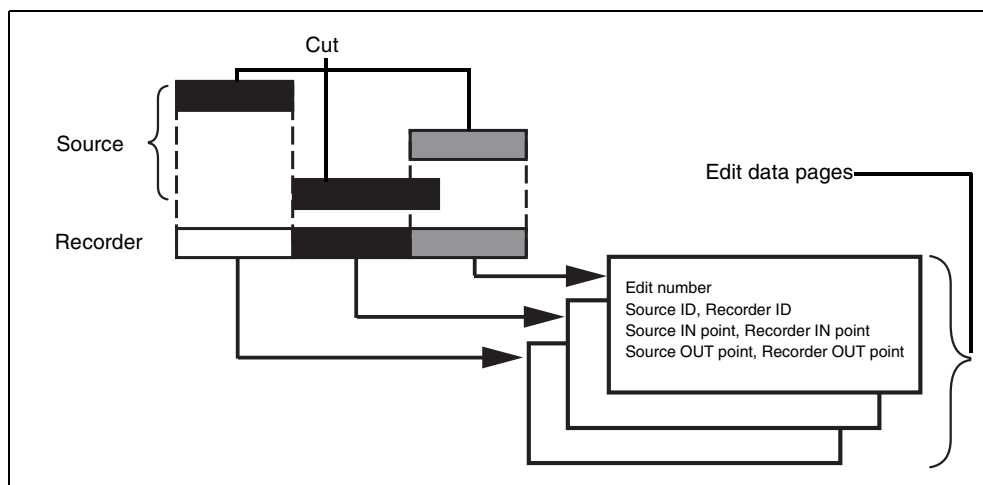 Cut
Source
Edit data pages
Recorder
Edit number
Source ID, Recorder ID
Source IN point, Recorder IN point
Source OUT point, Recorder OUT point